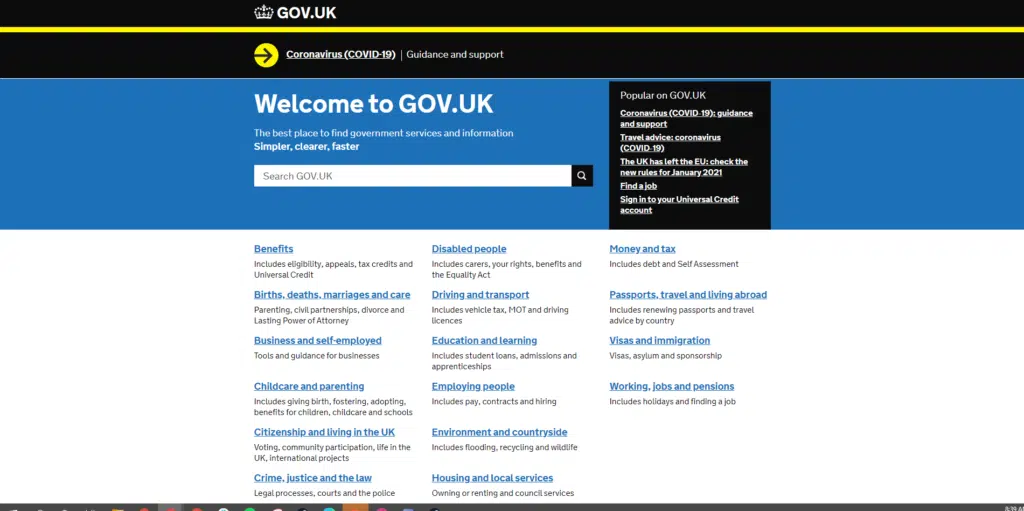 GOV.UK
Coronavirus (COVID-19) | Guidance and support
Welcome to GOV.UK
The best place to find government services and information
Simpler, clearer, faster
Search GOV.UK
Popular on GOV.UK
Coronavirus (COVID-19): guidance
and support
Travel advice: coronavirus
(COVID-19)
The UK has left the EU: check the
new rules for January 2021
Find a job
Sign in to your Universal Credit
account
Benefits
Includes eligibility, appeals, tax credits and
Universal Credit
Births, deaths, marriages and care
Parenting, civil partnerships, divorce and
Lasting Power of Attorney
Business and self-employed
Tools and guidance for businesses
Childcare and parenting
Includes giving birth, fostering, adopting,
benefits for children, childcare and schools
Citizenship and living in the UK
Voting, community participation, life in the
UK, international projects
Crime, justice and the law
Legal processes, courts and the police
Disabled people
Includes carers, your rights, benefits and
the Equality Act
Driving and transport
Includes vehicle tax, MOT and driving
licences
Education and learning
Includes student loans, admissions and
apprenticeships
Employing people
Includes pay, contracts and hiring
Environment and countryside
Includes flooding, recycling and wildlife
Housing and local services
Owning or renting and council services
Money and tax
Includes debt and Self Assessment
Passports, travel and living abroad
Includes renewing passports and travel
advice by country
Visas and immigration
Visas, asylum and sponsorship
Working, jobs and pensions
Includes holidays and finding a job